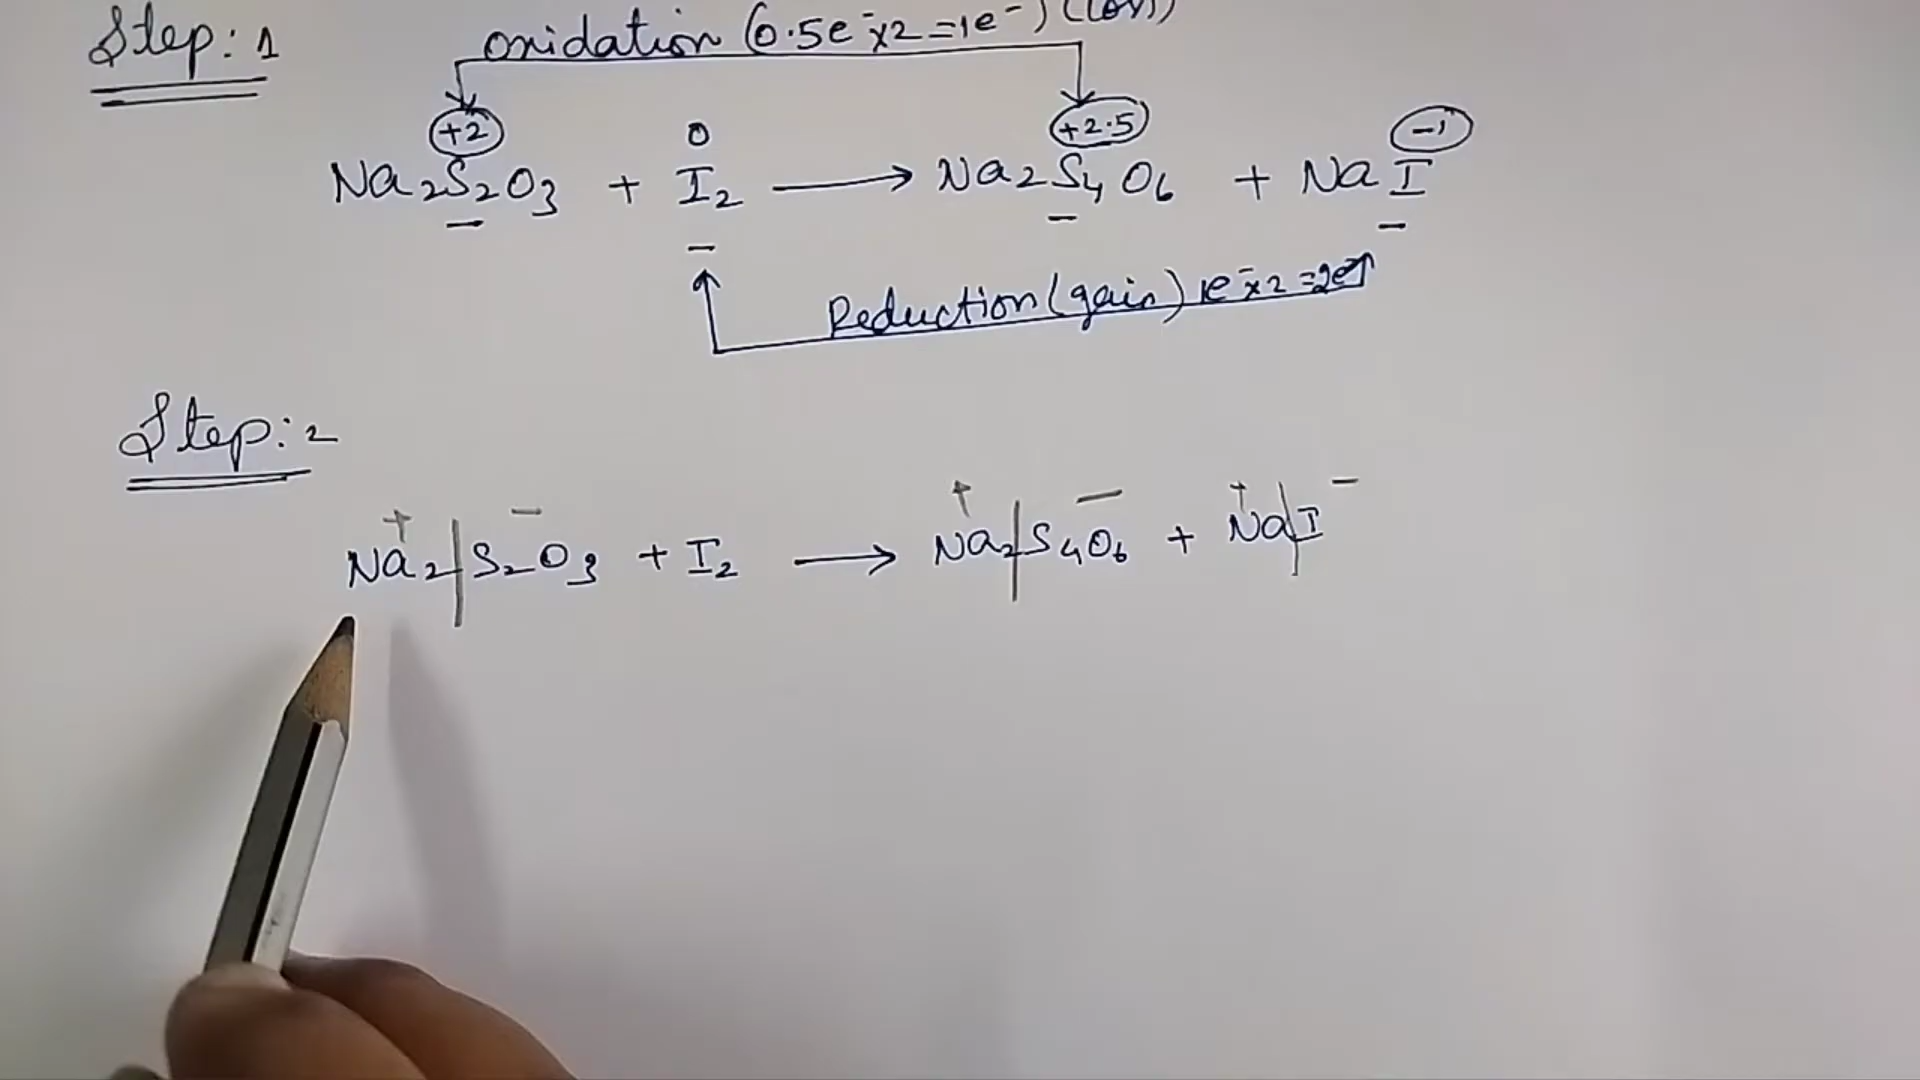 Step: 1
oxidation (0.5e⁻x2=1e⁻) (loss)
+2 0 +2.5 -1
Na₂S₂O₃ + I₂ ⟶ Na₂S₄O₆ + NaI
Reduction (gain) 1e⁻x2=2e⁻
Step: 2
+ - + - + -
Na₂|S₂O₃ + I₂ ⟶ Na₂|S₄O₆ + Na|I